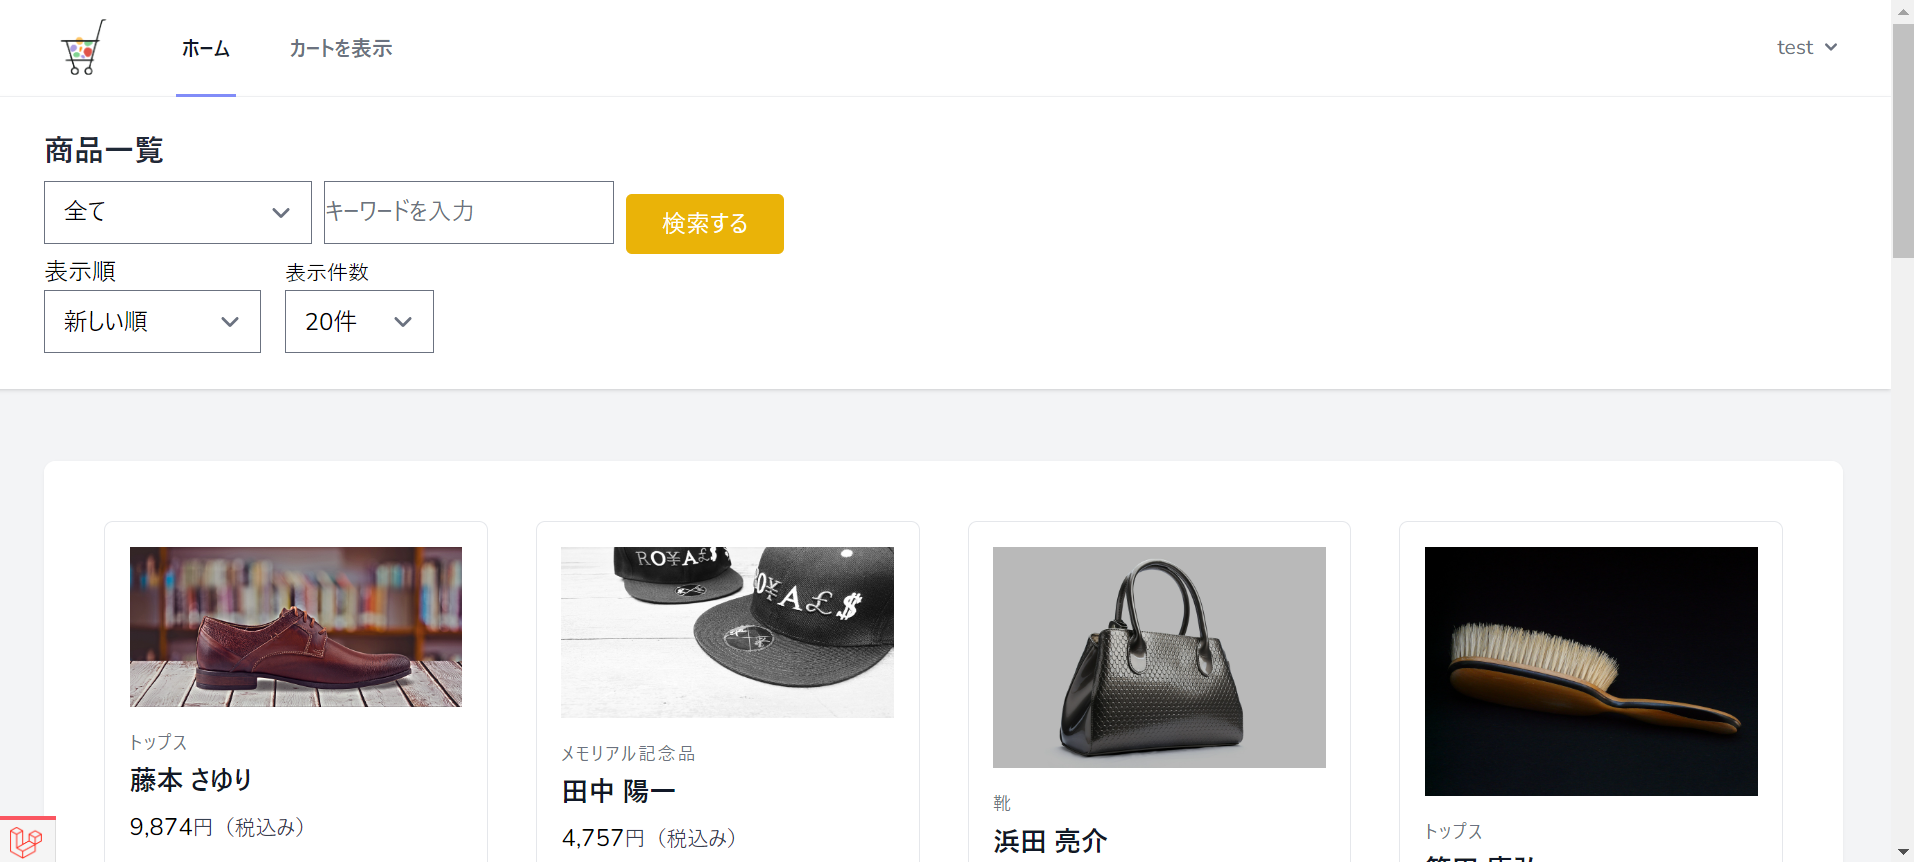 ホーム
カートを表示
test
商品一覧
全て
キーワードを入力
検索する
表示順
表示件数
新しい順
20件
RO¥A£$
RO¥A£$
トップス
藤本 さゆり
9,874円（税込み）
メモリアル記念品
田中 陽一
4,757円（税込み）
靴
浜田 亮介
トップス